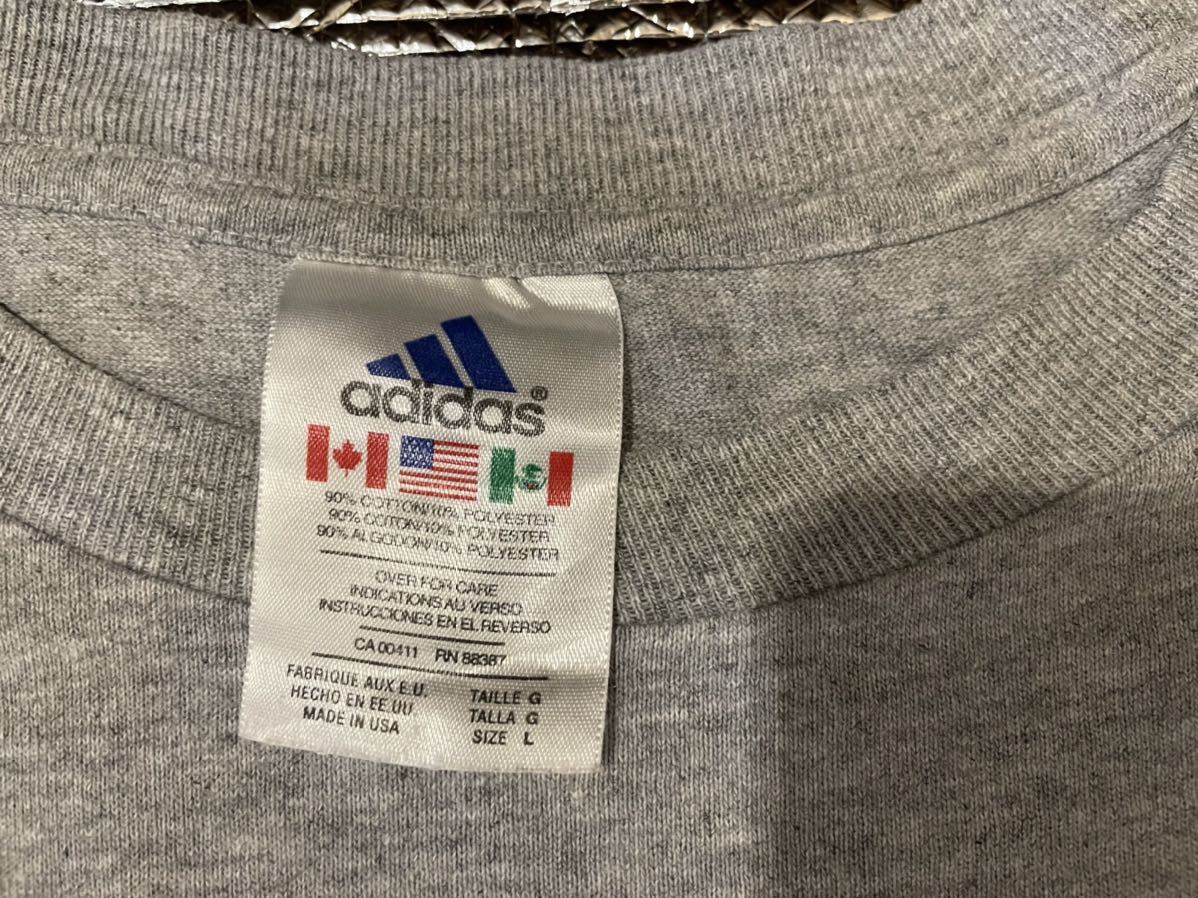 adidas®
90% COTTON/10% POLYESTER
90% COTON/10% POLYESTER
90% ALGODON/10% POLYESTER
OVER FOR CARE
INDICATIONS AU VERSO
INSTRUCCIONES EN EL REVERSO
CA 00411 RN 88387
FABRIQUE AUX E.U. TAILLE G
HECHO EN EE UU TALLA G
MADE IN USA SIZE L